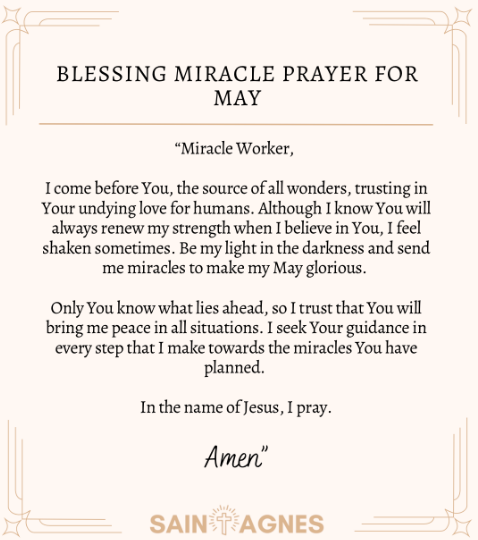 BLESSING MIRACLE PRAYER FOR
MAY
“Miracle Worker,
I come before You, the source of all wonders, trusting in
Your undying love for humans. Although I know You will
always renew my strength when I believe in You, I feel
shaken sometimes. Be my light in the darkness and send
me miracles to make my May glorious.
Only You know what lies ahead, so I trust that You will
bring me peace in all situations. I seek Your guidance in
every step that I make towards the miracles You have
planned.
In the name of Jesus, I pray.
Amen”
SAINT AGNES